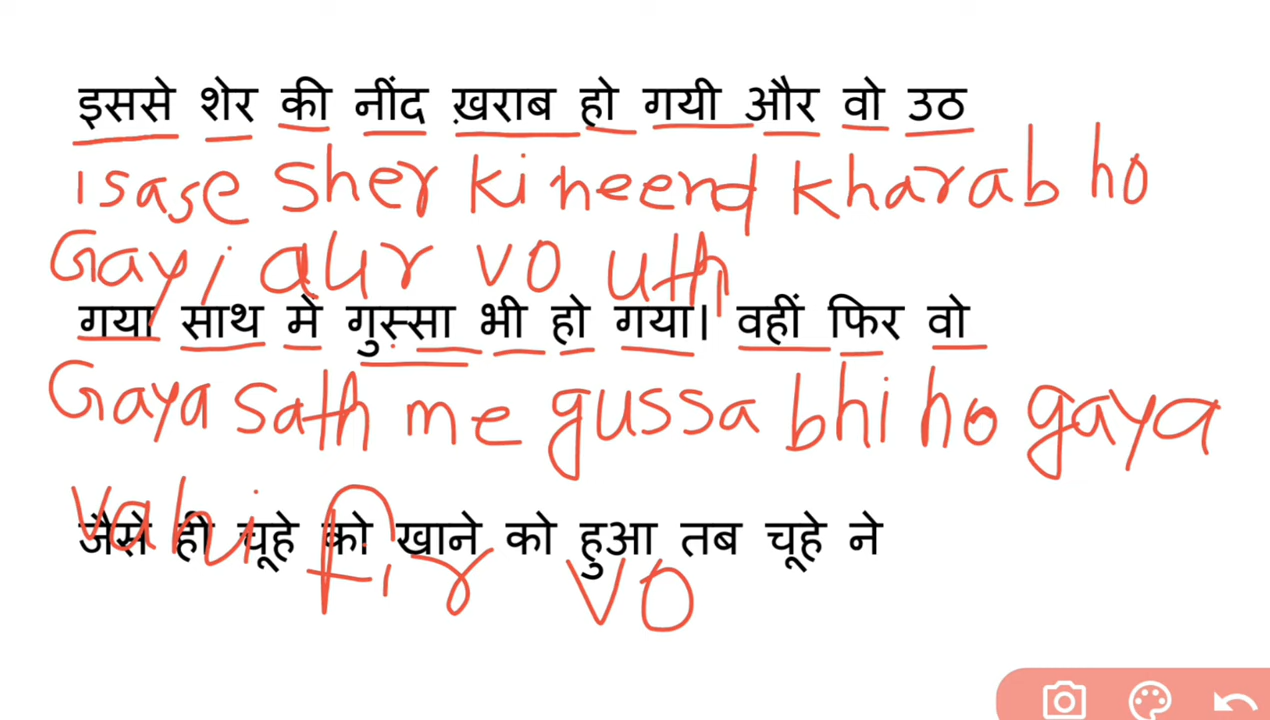 इससे शेर की नींद ख़राब हो गयी और वो उठ
isase sher ki neend kharab ho
Gayi aur vo uth
गया साथ में गुस्सा भी हो गया। वहीं फिर वो
Gaya sath me gussa bhi ho gaya
vahi fir vo
जैसे ही चूहे को खाने को हुआ तब चूहे ने